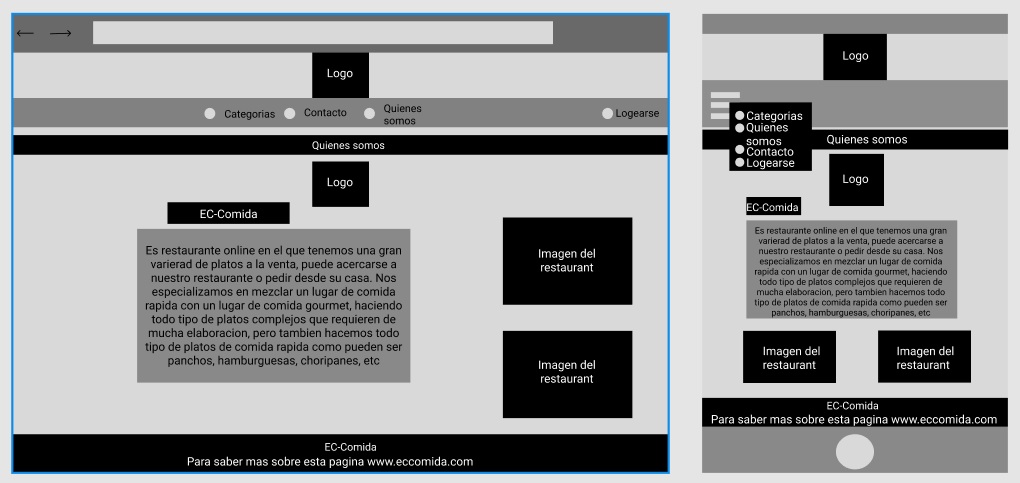 Logo
Categorias
Contacto
Quienes
somos
Logearse
Quienes somos
Logo
EC-Comida
Es restaurante online en el que tenemos una gran
varierad de platos a la venta, puede acercarse a
nuestro restaurante o pedir desde su casa. Nos
especializamos en mezclar un lugar de comida
rapida con un lugar de comida gourmet, haciendo
todo tipo de platos complejos que requieren de
mucha elaboracion, pero tambien hacemos todo
tipo de platos de comida rapida como pueden ser
panchos, hamburguesas, choripanes, etc
Imagen del
restaurant
Imagen del
restaurant
EC-Comida
Para saber mas sobre esta pagina www.eccomida.com
Logo
Categorias
Quienes
somos
Contacto
Logearse
Quienes somos
Logo
EC-Comida
Es restaurante online en el que tenemos una gran
varierad de platos a la venta, puede acercarse a
nuestro restaurante o pedir desde su casa. Nos
especializamos en mezclar un lugar de comida
rapida con un lugar de comida gourmet, haciendo
todo tipo de platos complejos que requieren de
mucha elaboracion, pero tambien hacemos todo
tipo de platos de comida rapida como pueden ser
panchos, hamburguesas, choripanes, etc
Imagen del
restaurant
Imagen del
restaurant
EC-Comida
Para saber mas sobre esta pagina www.eccomida.com